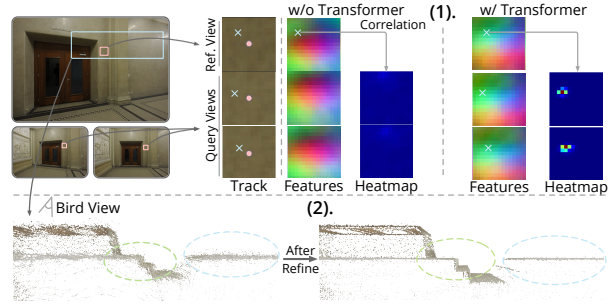 w/o Transformer
(1).
w/ Transformer
Correlation
Ref. View
Query Views
Track
Features
Heatmap
Features
Heatmap
Bird View
(2).
After
Refine